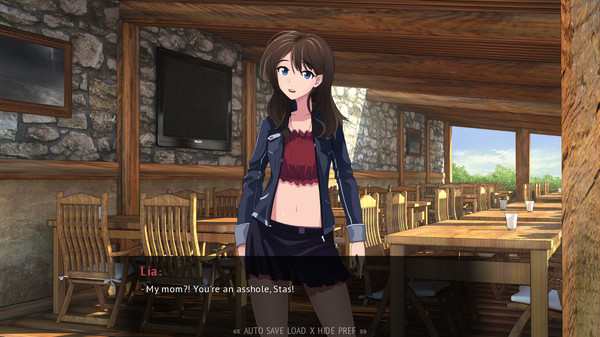 Lia:
- My mom?! You're an asshole, Stas!
«« AUTO SAVE LOAD X HIDE PREF »»